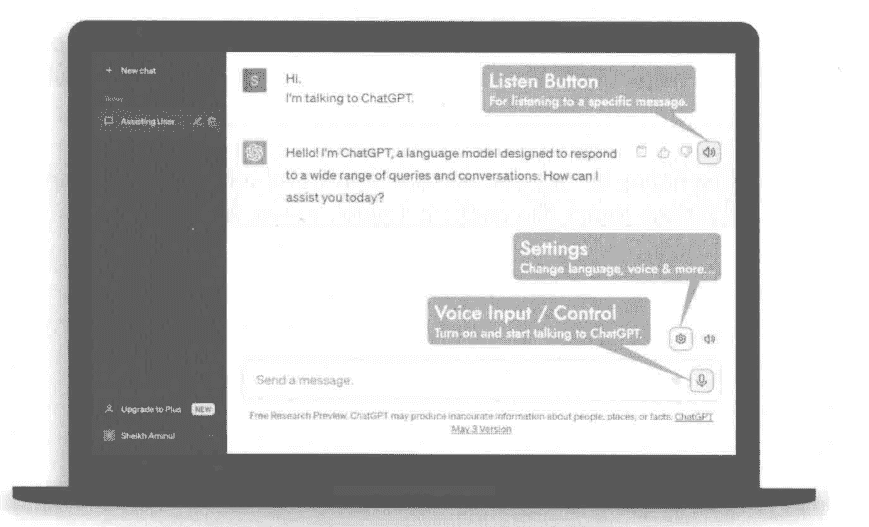 + New chat
Today
Assisting User
S
Hi.
I'm talking to ChatGPT.
Listen Button
For listening to a specific message.
Hello! I'm ChatGPT, a language model designed to respond
to a wide range of queries and conversations. How can I
assist you today?
Settings
Change language, voice & more...
Voice Input / Control
Turn on and start talking to ChatGPT.
Send a message.
Upgrade to Plus NEW
Sheikh Aminul
Free Research Preview. ChatGPT may produce inaccurate information about people, places, or facts. ChatGPT
May 3 Version